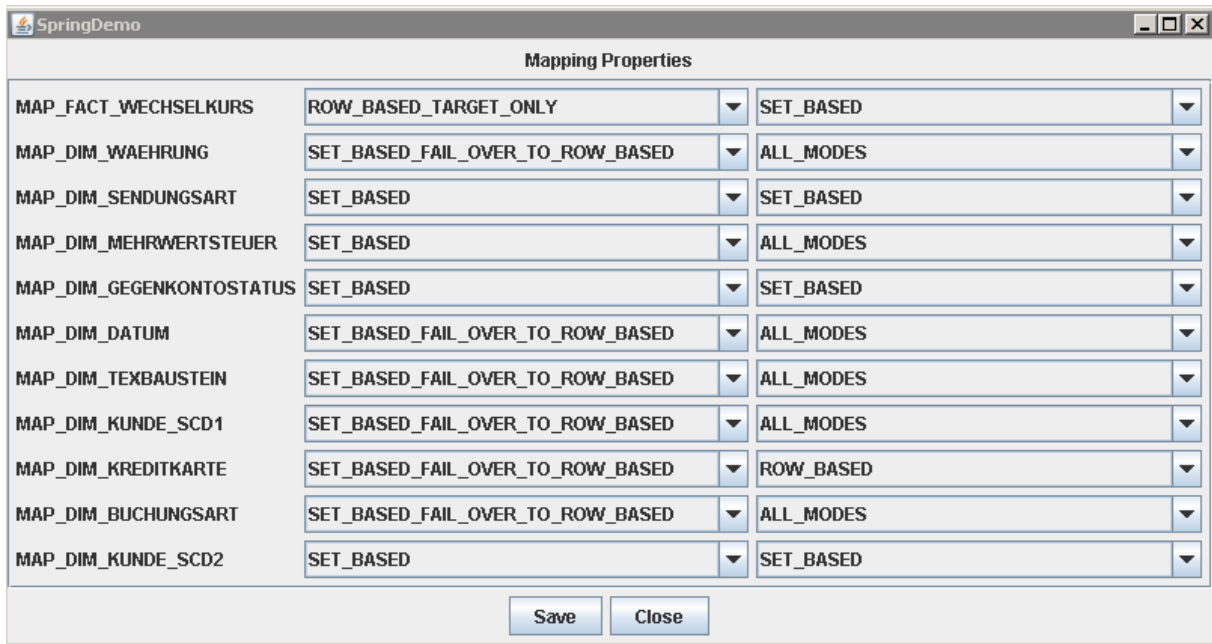 SpringDemo
Mapping Properties
MAP_FACT_WECHSELKURS ROW_BASED_TARGET_ONLY SET_BASED
MAP_DIM_WAEHRUNG SET_BASED_FAIL_OVER_TO_ROW_BASED ALL_MODES
MAP_DIM_SENDUNGSART SET_BASED SET_BASED
MAP_DIM_MEHRWERTSTEUER SET_BASED ALL_MODES
MAP_DIM_GEGENKONTOSTATUS SET_BASED SET_BASED
MAP_DIM_DATUM SET_BASED_FAIL_OVER_TO_ROW_BASED ALL_MODES
MAP_DIM_TEXBAUSTEIN SET_BASED_FAIL_OVER_TO_ROW_BASED ALL_MODES
MAP_DIM_KUNDE_SCD1 SET_BASED_FAIL_OVER_TO_ROW_BASED ALL_MODES
MAP_DIM_KREDITKARTE SET_BASED_FAIL_OVER_TO_ROW_BASED ROW_BASED
MAP_DIM_BUCHUNGSART SET_BASED_FAIL_OVER_TO_ROW_BASED ALL_MODES
MAP_DIM_KUNDE_SCD2 SET_BASED SET_BASED
Save Close